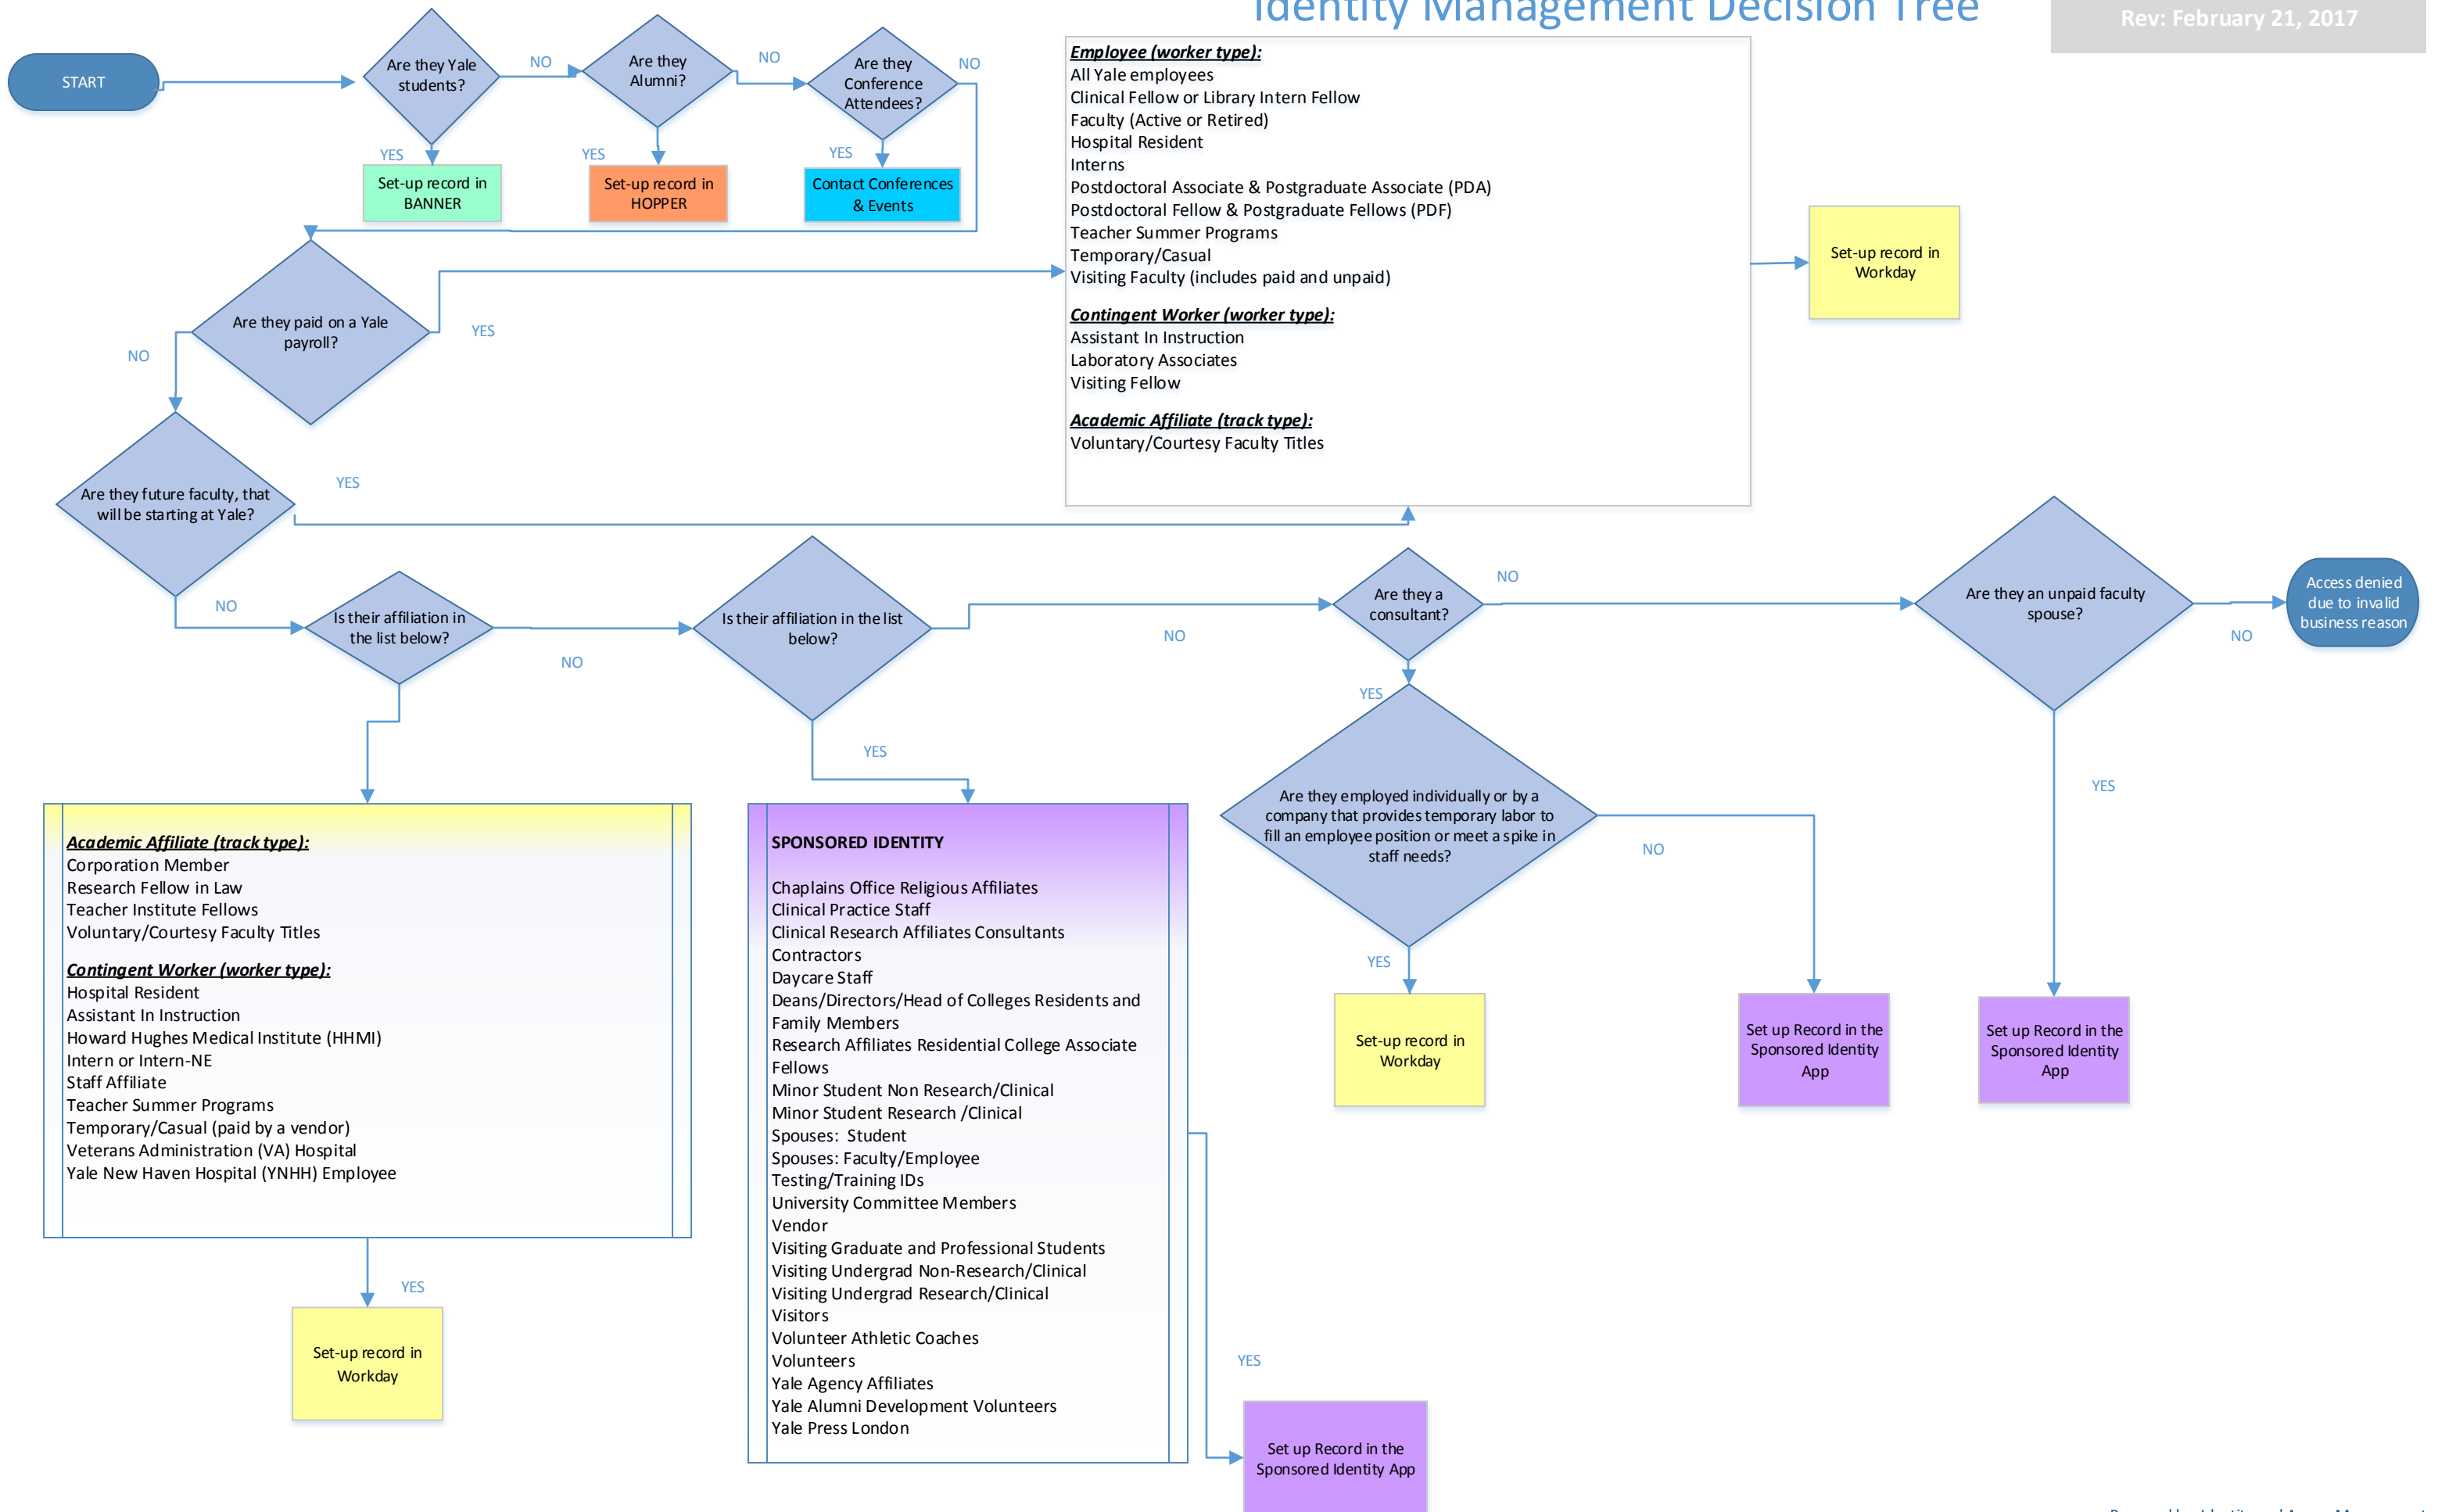 Identity Management Decision Tree
Rev: February 21, 2017
START
Are they Yale
students?
NO
Are they
Alumni?
NO
Are they
Conference
Attendees?
NO
YES
Set-up record in
BANNER
YES
Set-up record in
HOPPER
YES
Contact Conferences
& Events
Employee (worker type):
All Yale employees
Clinical Fellow or Library Intern Fellow
Faculty (Active or Retired)
Hospital Resident
Interns
Postdoctoral Associate & Postgraduate Associate (PDA)
Postdoctoral Fellow & Postgraduate Fellows (PDF)
Teacher Summer Programs
Temporary/Casual
Visiting Faculty (includes paid and unpaid)
Contingent Worker (worker type):
Assistant In Instruction
Laboratory Associates
Visiting Fellow
Academic Affiliate (track type):
Voluntary/Courtesy Faculty Titles
Set-up record in
Workday
Are they paid on a Yale
payroll?
YES
NO
Are they future faculty, that
will be starting at Yale?
YES
NO
Is their affiliation in
the list below?
NO
Is their affiliation in the list
below?
NO
YES
Are they a
consultant?
NO
YES
Are they an unpaid faculty
spouse?
NO
Access denied
due to invalid
business reason
YES
Are they employed individually or by a
company that provides temporary labor to
fill an employee position or meet a spike in
staff needs?
NO
YES
Set-up record in
Workday
Set up Record in the
Sponsored Identity
App
Set up Record in the
Sponsored Identity
App
Academic Affiliate (track type):
Corporation Member
Research Fellow in Law
Teacher Institute Fellows
Voluntary/Courtesy Faculty Titles
Contingent Worker (worker type):
Hospital Resident
Assistant In Instruction
Howard Hughes Medical Institute (HHMI)
Intern or Intern-NE
Staff Affiliate
Teacher Summer Programs
Temporary/Casual (paid by a vendor)
Veterans Administration (VA) Hospital
Yale New Haven Hospital (YNHH) Employee
YES
Set-up record in
Workday
SPONSORED IDENTITY
Chaplains Office Religious Affiliates
Clinical Practice Staff
Clinical Research Affiliates Consultants
Contractors
Daycare Staff
Deans/Directors/Head of Colleges Residents and
Family Members
Research Affiliates Residential College Associate
Fellows
Minor Student Non Research/Clinical
Minor Student Research /Clinical
Spouses: Student
Spouses: Faculty/Employee
Testing/Training IDs
University Committee Members
Vendor
Visiting Graduate and Professional Students
Visiting Undergrad Non-Research/Clinical
Visiting Undergrad Research/Clinical
Visitors
Volunteer Athletic Coaches
Volunteers
Yale Agency Affiliates
Yale Alumni Development Volunteers
Yale Press London
YES
Set up Record in the
Sponsored Identity App